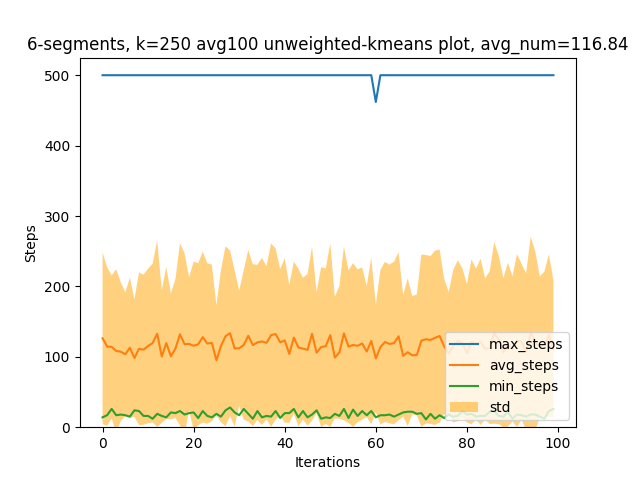 6-segments, k=250 avg100 unweighted-kmeans plot, avg_num=116.84
500
400
300
200
100
0
Steps
0 20 40 60 80 100
Iterations
max_steps
avg_steps
min_steps
std